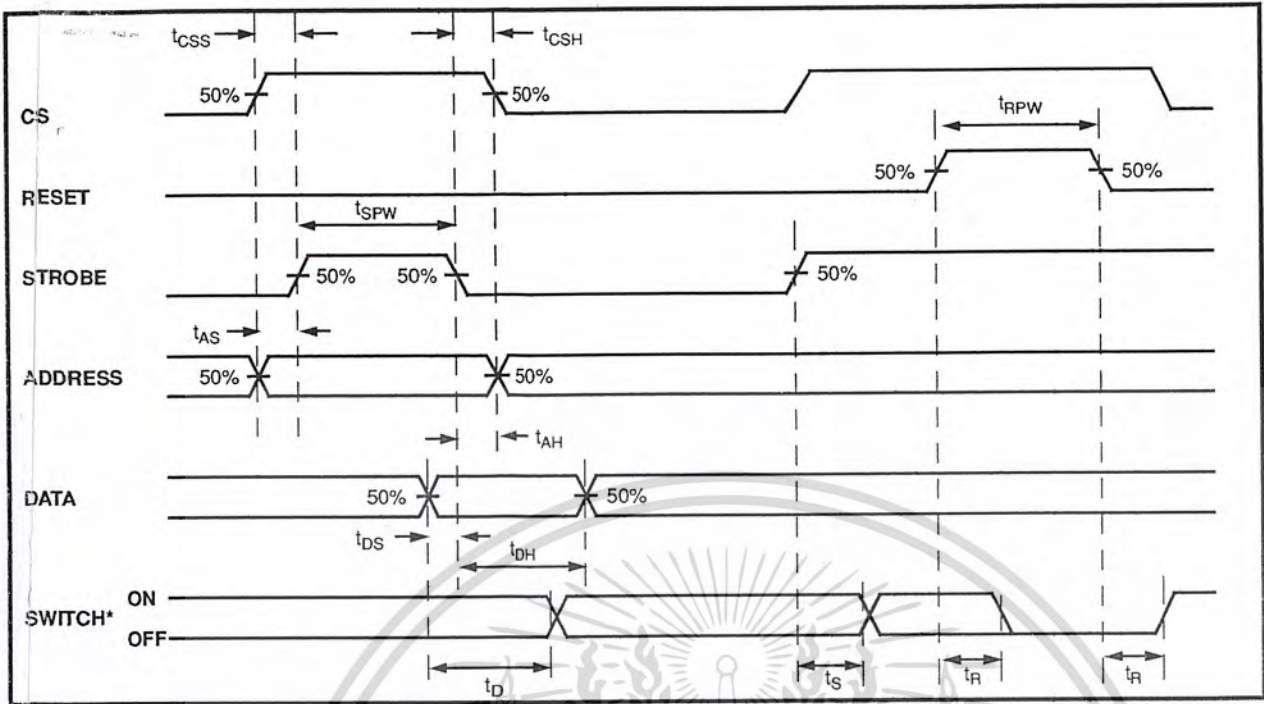 tCSS tCSH
50% 50%
CS
tRPW
50% 50%
RESET
tSPW
50% 50% 50%
STROBE
tAS
50% 50%
ADDRESS
tAH
50% 50%
DATA
tDS tDH
ON
SWITCH*
OFF
tD tS tR tR